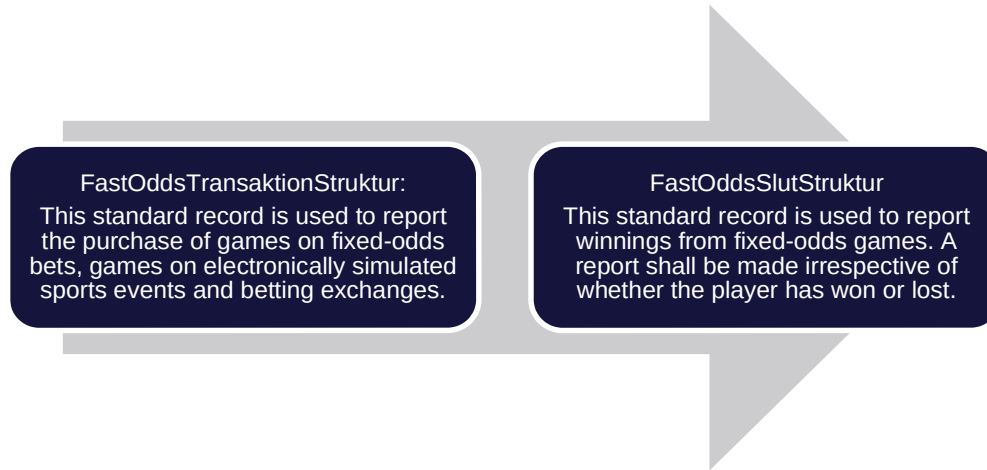 FastOddsTransaktionStruktur:
This standard record is used to report
the purchase of games on fixed-odds
bets, games on electronically simulated
sports events and betting exchanges.
FastOddsSlutStruktur
This standard record is used to report
winnings from fixed-odds games. A
report shall be made irrespective of
whether the player has won or lost.